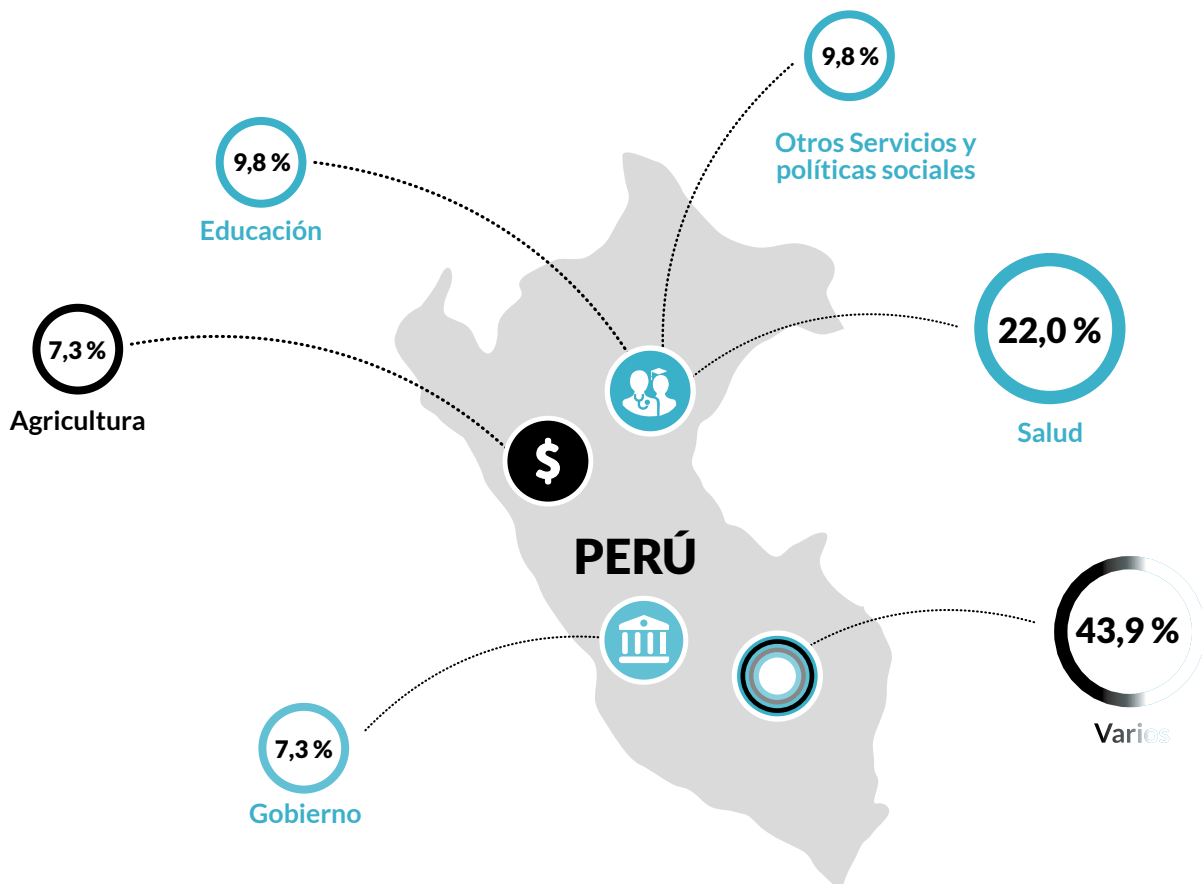 9,8 %
Otros Servicios y
políticas sociales
9,8 %
Educación
7,3 %
Agricultura
22,0 %
Salud
$
PERÚ
43,9 %
Varios
7,3 %
Gobierno